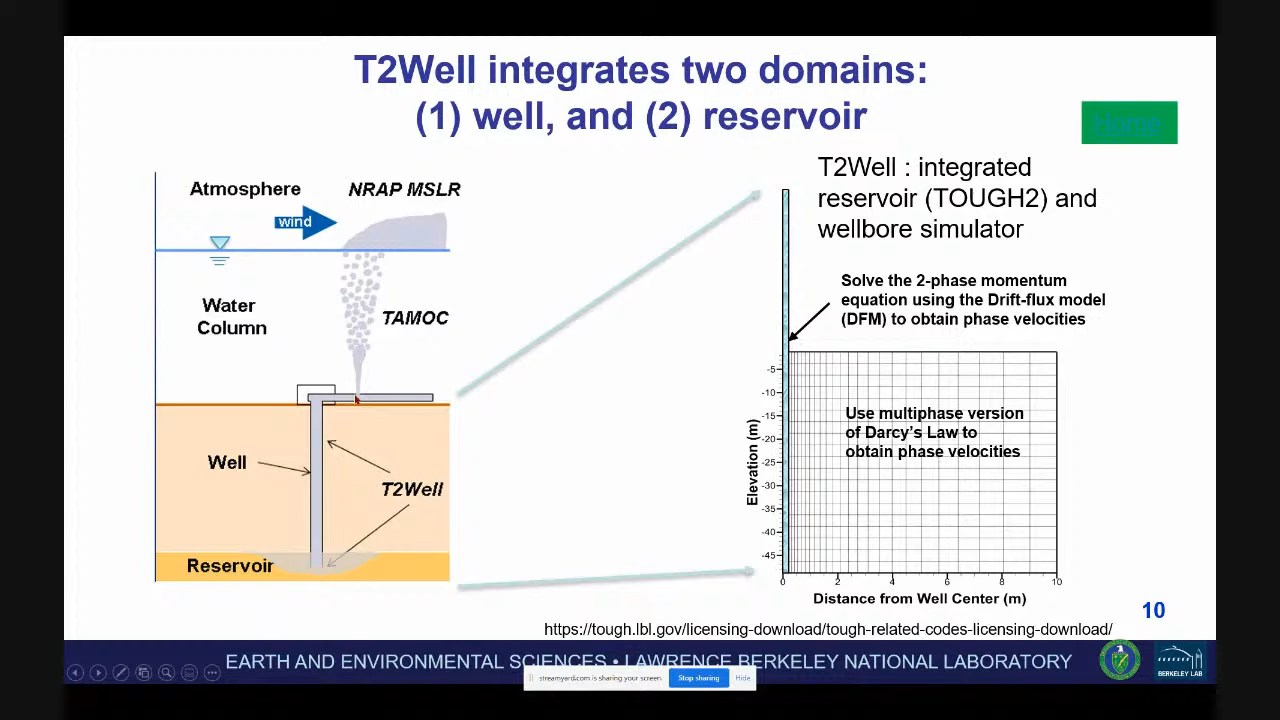 T2Well integrates two domains:
(1) well, and (2) reservoir
Home
Atmosphere
NRAP MSLR
wind
Water
Column
TAMOC
Well
T2Well
Reservoir
T2Well : integrated
reservoir (TOUGH2) and
wellbore simulator
Solve the 2-phase momentum
equation using the Drift-flux model
(DFM) to obtain phase velocities
Use multiphase version
of Darcy's Law to
obtain phase velocities
Elevation (m)
-5
-10
-15
-20
-25
-30
-35
-40
-45
0 2 4 6 8 10
Distance from Well Center (m)
10
https://tough.lbl.gov/licensing-download/tough-related-codes-licensing-download/
EARTH AND ENVIRONMENTAL SCIENCES • LAWRENCE BERKELEY NATIONAL LABORATORY
BERKELEY LAB
streamyard.com is sharing your screen.
Stop sharing
Hide